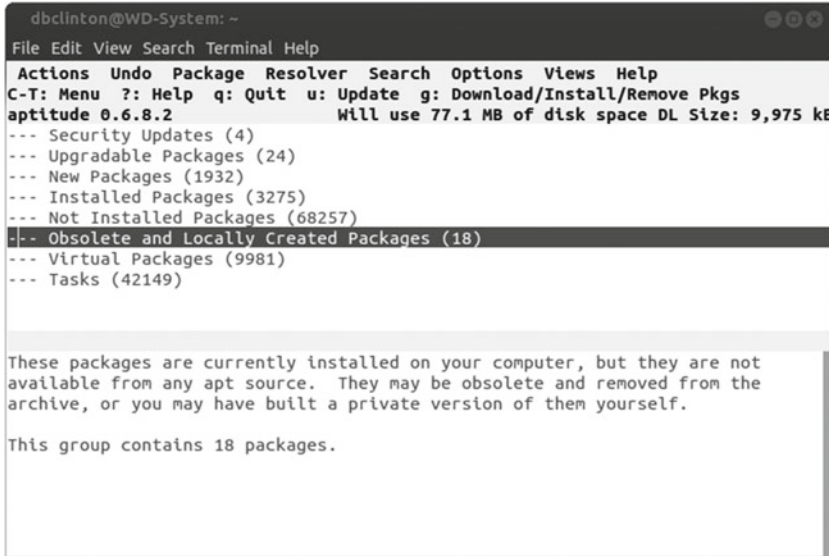 dbclinton@WD-System: ~
File Edit View Search Terminal Help
Actions Undo Package Resolver Search Options Views Help
C-T: Menu ?: Help q: Quit u: Update g: Download/Install/Remove Pkgs
aptitude 0.6.8.2 Will use 77.1 MB of disk space DL Size: 9,975 kB
--- Security Updates (4)
--- Upgradable Packages (24)
--- New Packages (1932)
--- Installed Packages (3275)
--- Not Installed Packages (68257)
--- Obsolete and Locally Created Packages (18)
--- Virtual Packages (9981)
--- Tasks (42149)
These packages are currently installed on your computer, but they are not
available from any apt source. They may be obsolete and removed from the
archive, or you may have built a private version of them yourself.
This group contains 18 packages.